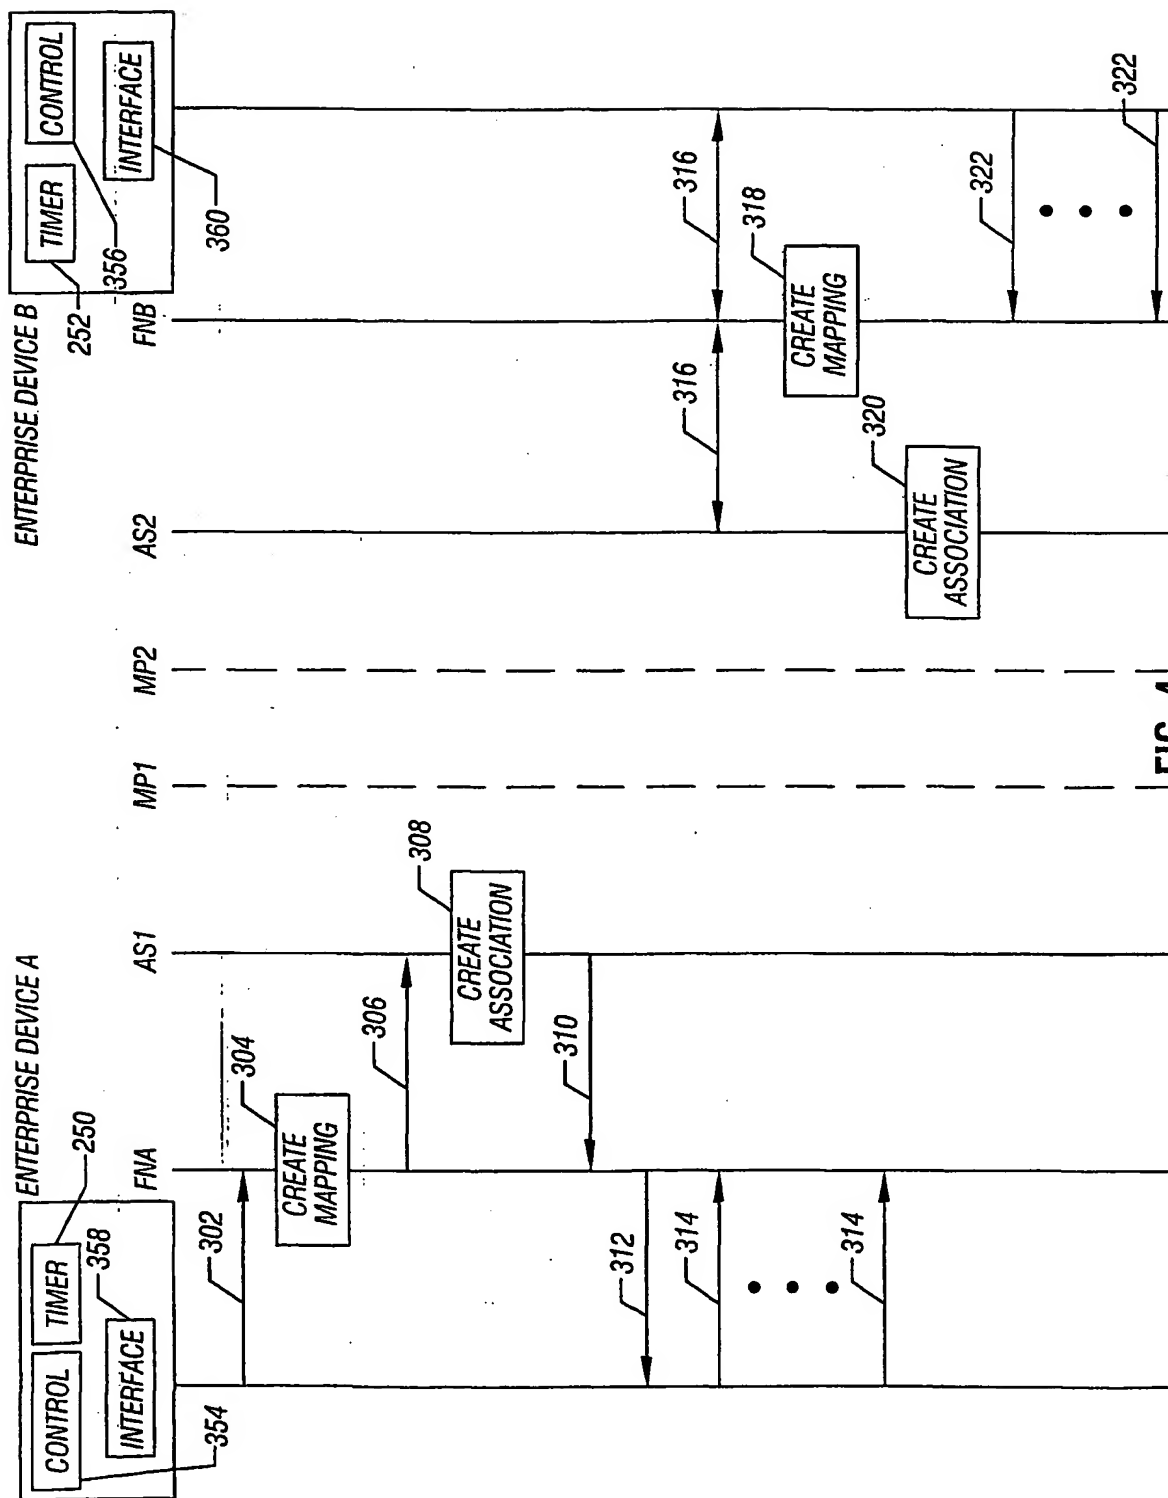 ENTERPRISE DEVICE A
CONTROL
TIMER
250
INTERFACE
358
354
FNA
AS1
MP1
MP2
AS2
FNB
ENTERPRISE DEVICE B
TIMER
CONTROL
INTERFACE
252
356
360
302
304
CREATE
MAPPING
306
308
CREATE
ASSOCIATION
310
312
314
314
316
316
318
CREATE
MAPPING
320
CREATE
ASSOCIATION
322
322